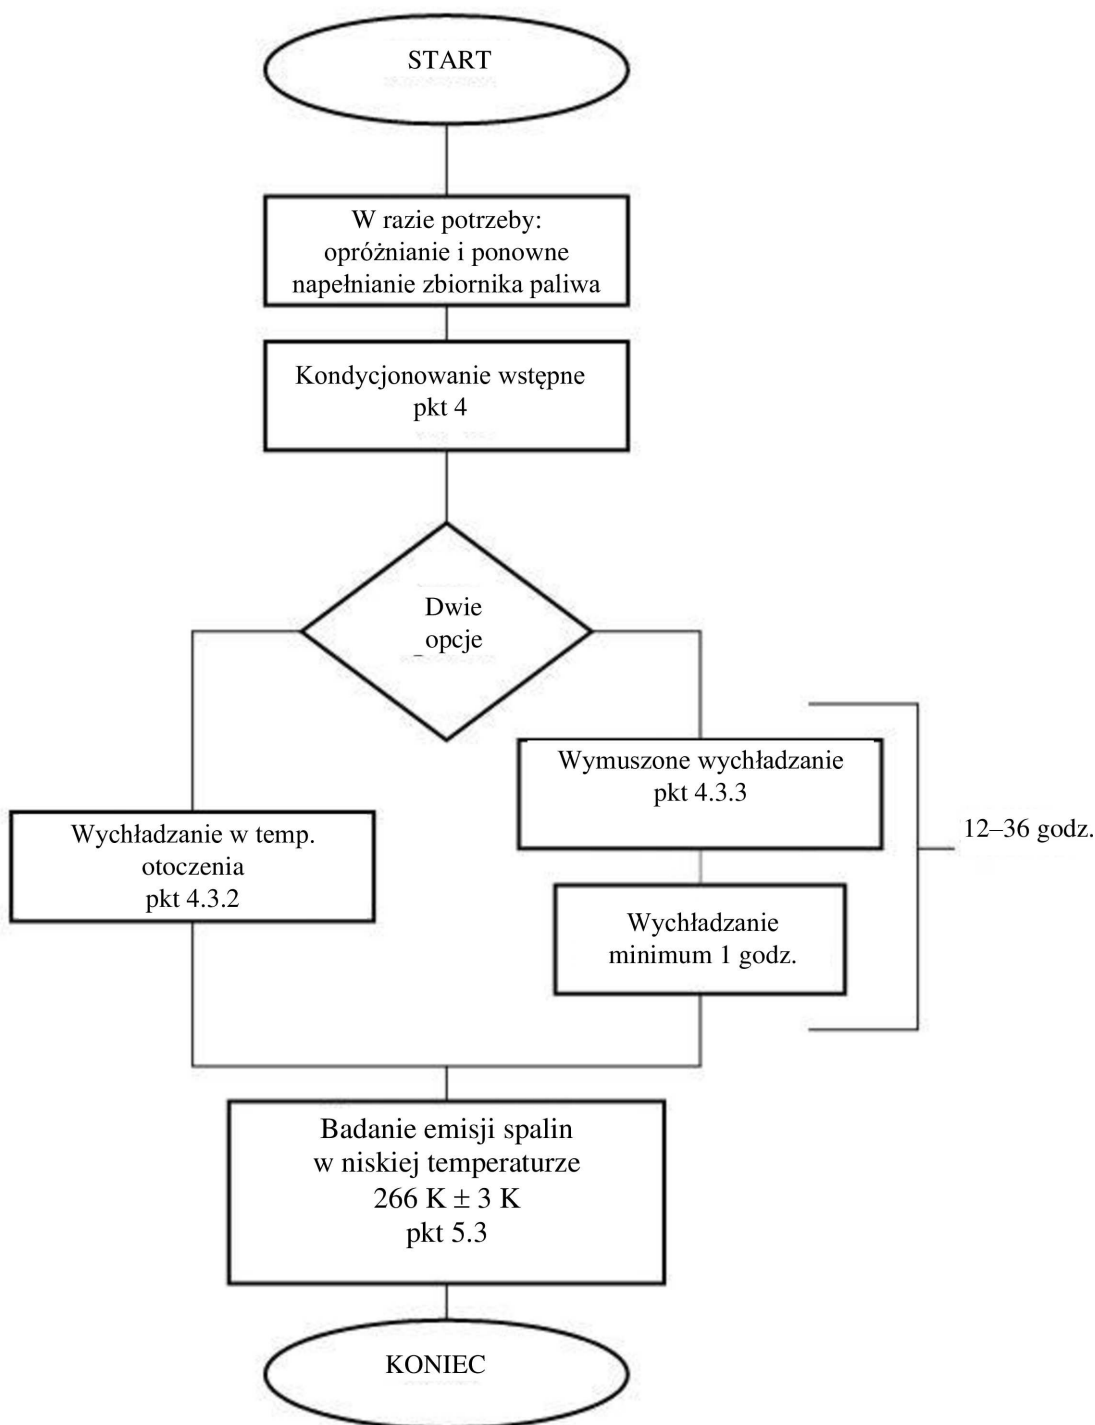 START
W razie potrzeby:
opróżnianie i ponowne
napełnianie zbiornika paliwa
Kondycjonowanie wstępne
pkt 4
Dwie
opcje
Wymuszone wychładzanie
pkt 4.3.3
12–36 godz.
Wychładzanie w temp.
otoczenia
pkt 4.3.2
Wychładzanie
minimum 1 godz.
Badanie emisji spalin
w niskiej temperaturze
266 K ± 3 K
pkt 5.3
KONIEC